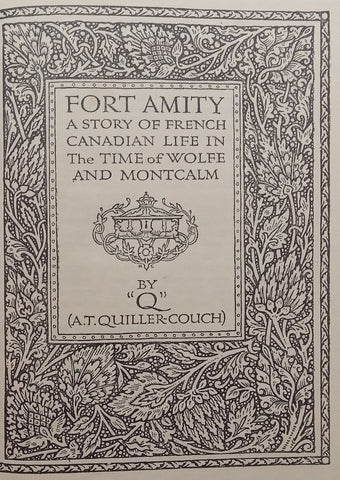 FORT AMITY
A STORY OF FRENCH
CANADIAN LIFE IN
The TIME of WOLFE
AND MONTCALM
BY
"Q"
(A.T. QUILLER-COUCH)